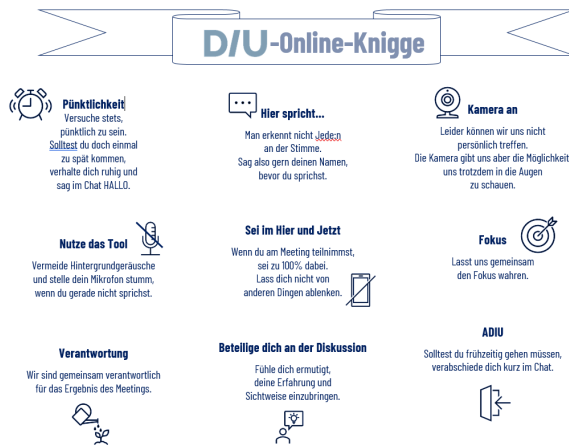 DIU-Online-Knigge
Pünktlichkeit
Versuche stets,
pünktlich zu sein.
Solltest du doch einmal
zu spät kommen,
verhalte dich ruhig und
sag im Chat HALLO.
Hier spricht...
Man erkennt nicht Jede:n
an der Stimme.
Sag also gern deinen Namen,
bevor du sprichst.
Kamera an
Leider können wir uns nicht
persönlich treffen.
Die Kamera gibt uns aber die Möglichkeit
uns trotzdem in die Augen
zu schauen.
Nutze das Tool
Vermeide Hintergrundgeräusche
und stelle dein Mikrofon stumm,
wenn du gerade nicht sprichst.
Sei im Hier und Jetzt
Wenn du am Meeting teilnimmst,
sei zu 100% dabei.
Lass dich nicht von
anderen Dingen ablenken.
Fokus
Lasst uns gemeinsam
den Fokus wahren.
Verantwortung
Wir sind gemeinsam verantwortlich
für das Ergebnis des Meetings.
Beteilige dich an der Diskussion
Fühle dich ermutigt,
deine Erfahrung und
Sichtweise einzubringen.
ADIU
Solltest du frühzeitig gehen müssen,
verabschiede dich kurz im Chat.